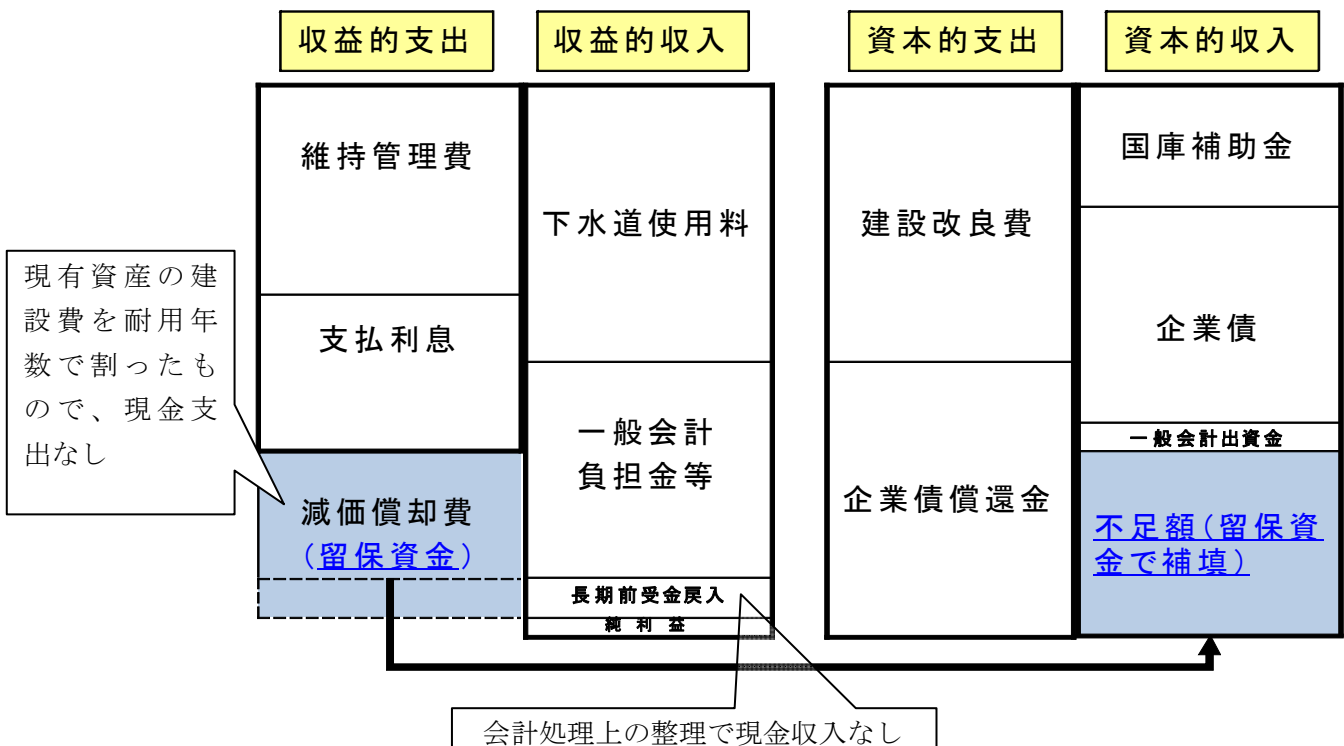 収益的支出
収益的収入
資本的支出
資本的収入
維持管理費
支払利息
減価償却費
(留保資金)
下水道使用料
一般会計
負担金等
長期前受金戻入
純利益
建設改良費
企業債償還金
国庫補助金
企業債
一般会計出資金
不足額(留保資
金で補填)
現有資産の建
設費を耐用年
数で割ったも
ので、現金支
出なし
会計処理上の整理で現金収入なし